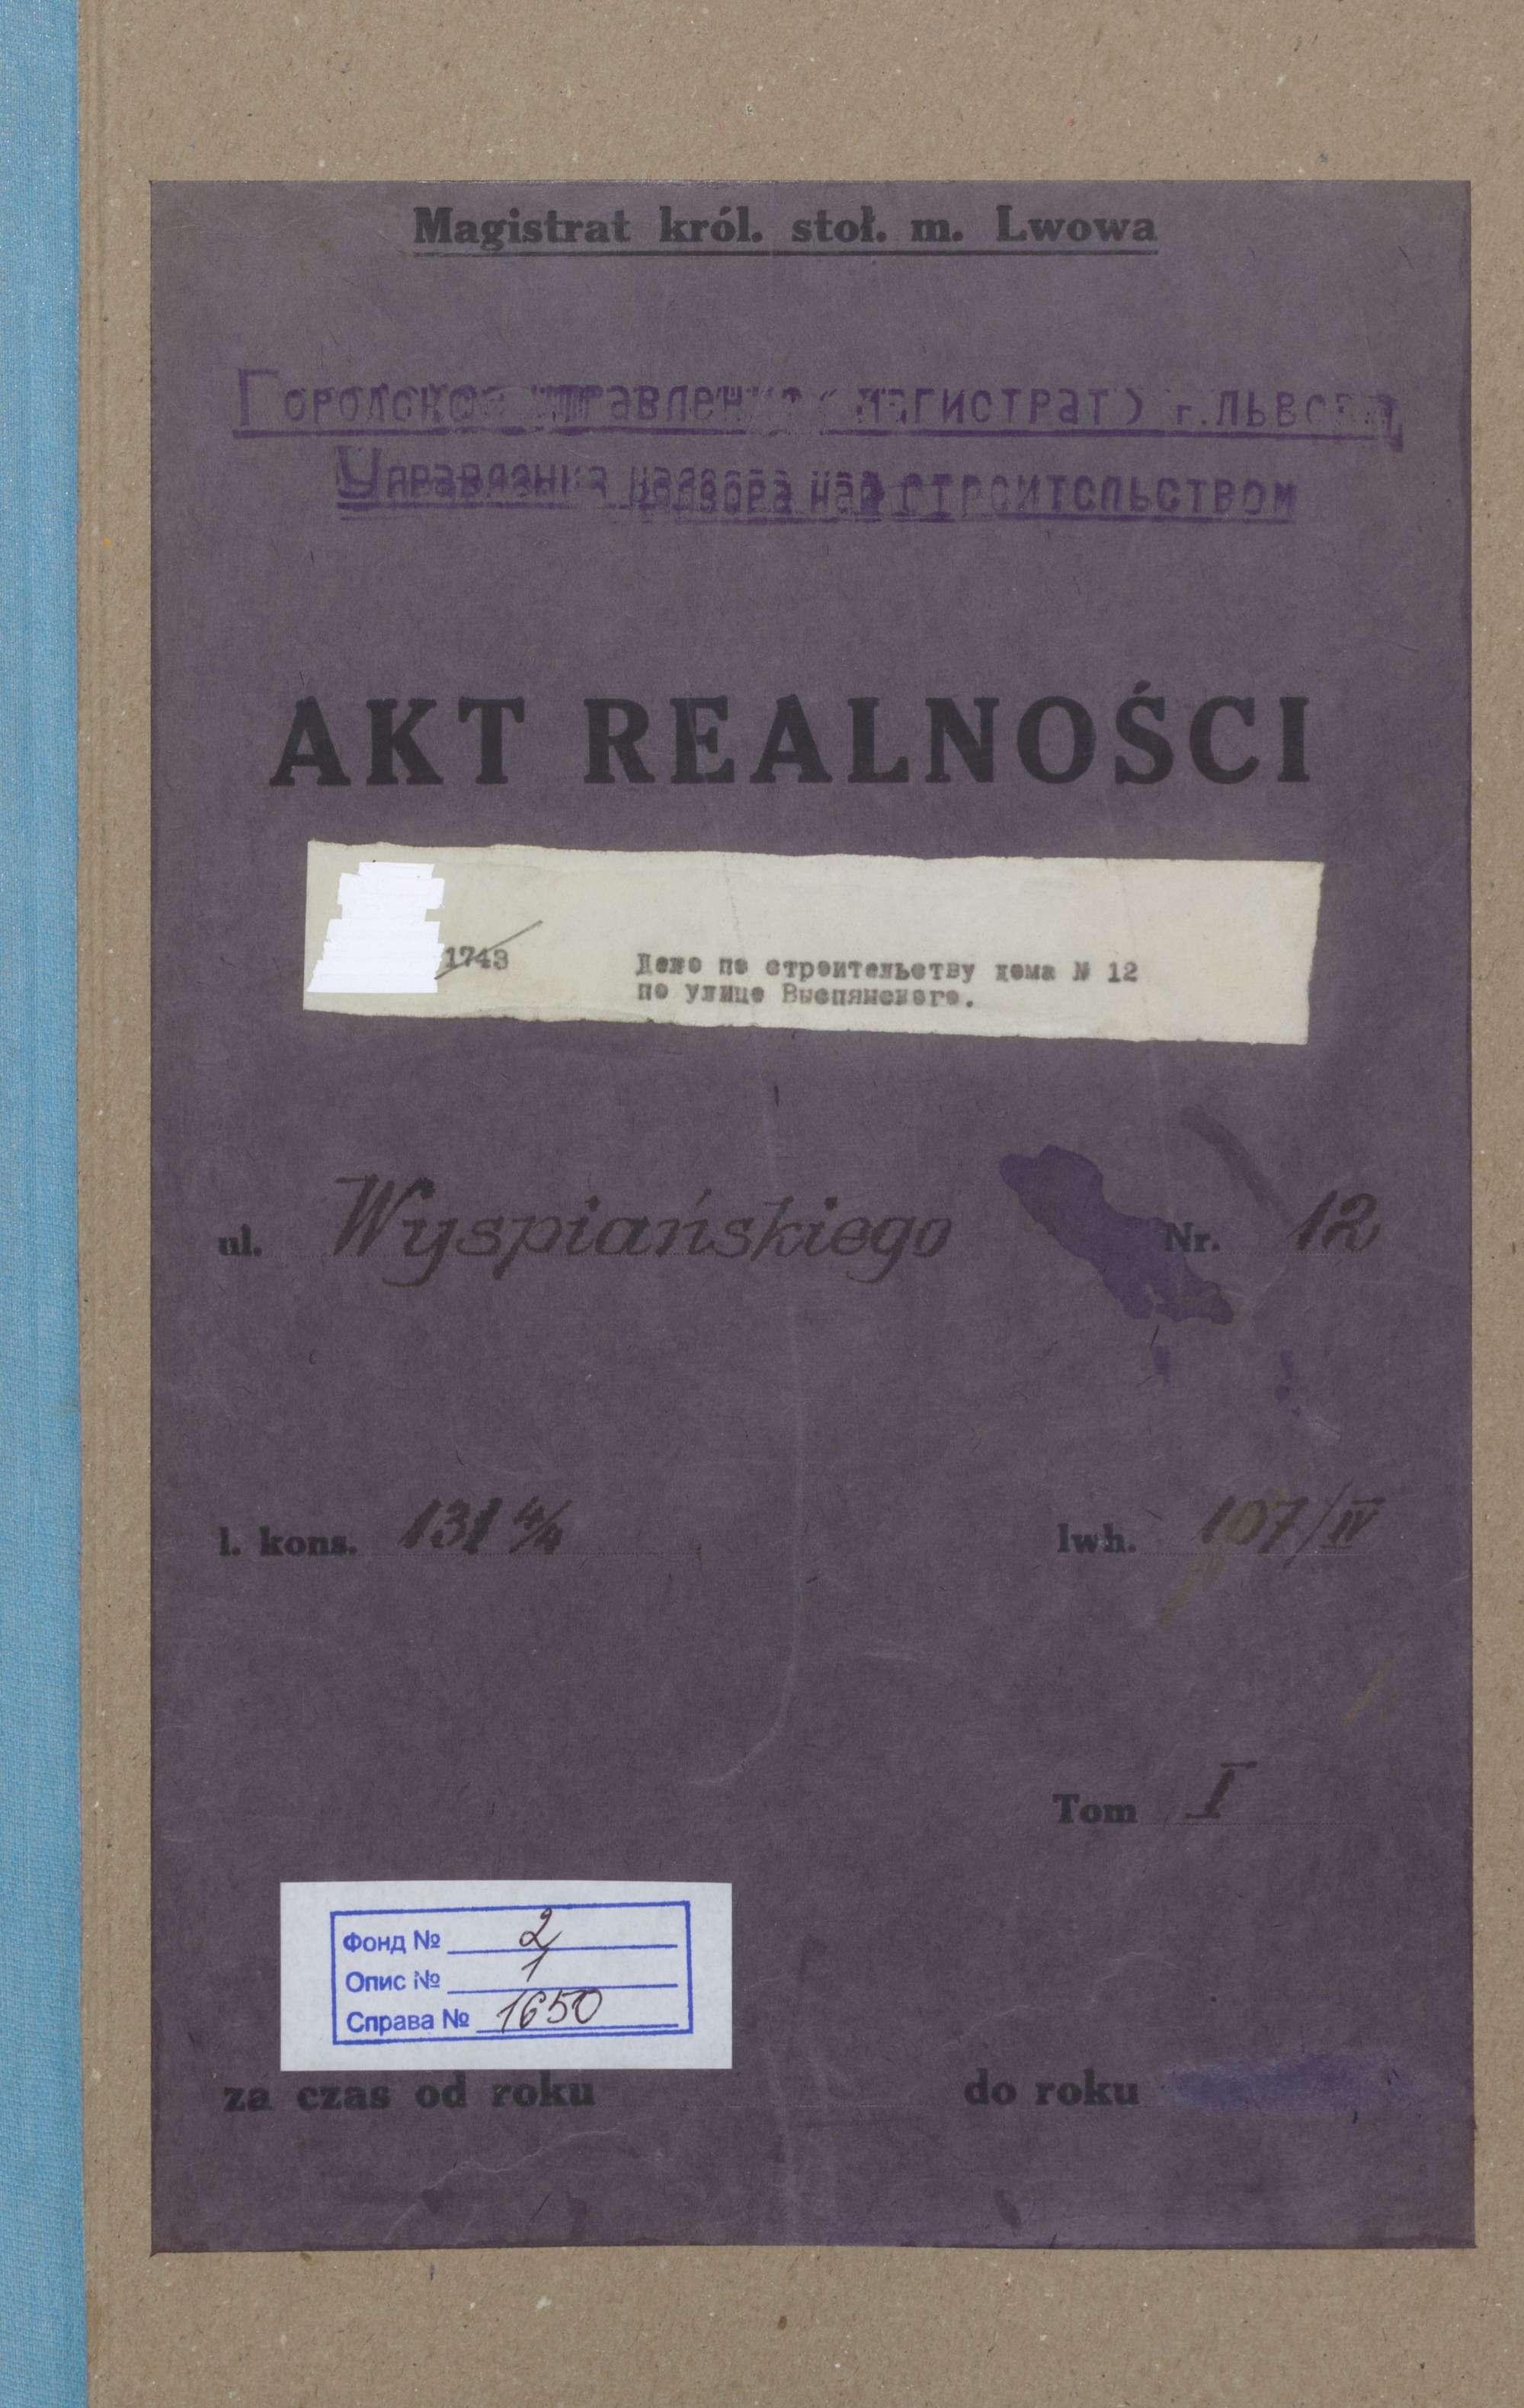 Magistrat król. stoł. m. Lwowa
Городское управление (магистрат) г. Львова
надзора над строительством
AKT REALNOŚCI
1743 Дело по строительству дома № 12
по улице Выспянского.
ul. Wyspiańskiego Nr. 12
l. kons. 131 4/4 lwh. 107/IV
Tom I
Фонд № 2
Опис № 1
Справа № 1650
za czas od roku do roku